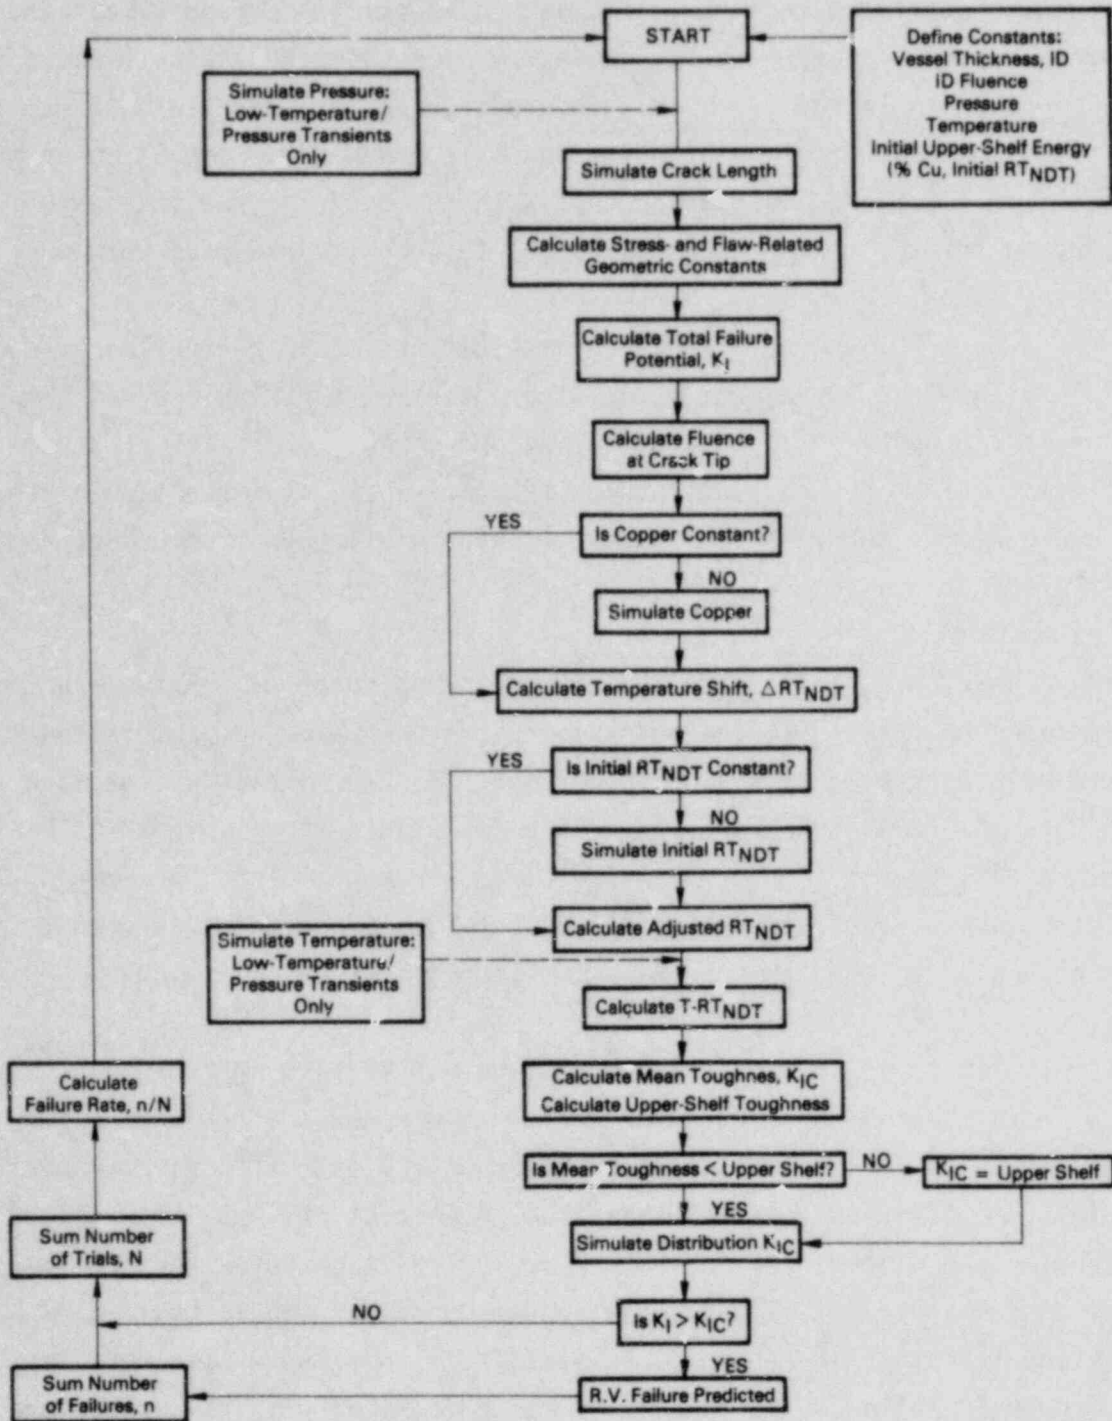 START
Define Constants:
Vessel Thickness, ID
ID Fluence
Pressure
Temperature
Initial Upper-Shelf Energy
(% Cu, Initial RTNDT)
Simulate Pressure:
Low-Temperature/
Pressure Transients
Only
Simulate Crack Length
Calculate Stress- and Flaw-Related
Geometric Constants
Calculate Total Failure
Potential, KI
Calculate Fluence
at Crack Tip
YES
Is Copper Constant?
NO
Simulate Copper
Calculate Temperature Shift, △RTNDT
YES
Is Initial RTNDT Constant?
NO
Simulate Initial RTNDT
Calculate Adjusted RTNDT
Simulate Temperature:
Low-Temperature/
Pressure Transients
Only
Calculate T-RTNDT
Calculate Mean Toughnes, KIC
Calculate Upper-Shelf Toughness
Calculate
Failure Rate, n/N
Is Mean Toughness < Upper Shelf?
NO
KIC = Upper Shelf
YES
Simulate Distribution KIC
Sum Number
of Trials, N
NO
Is KI > KIC?
YES
R.V. Failure Predicted
Sum Number
of Failures, n